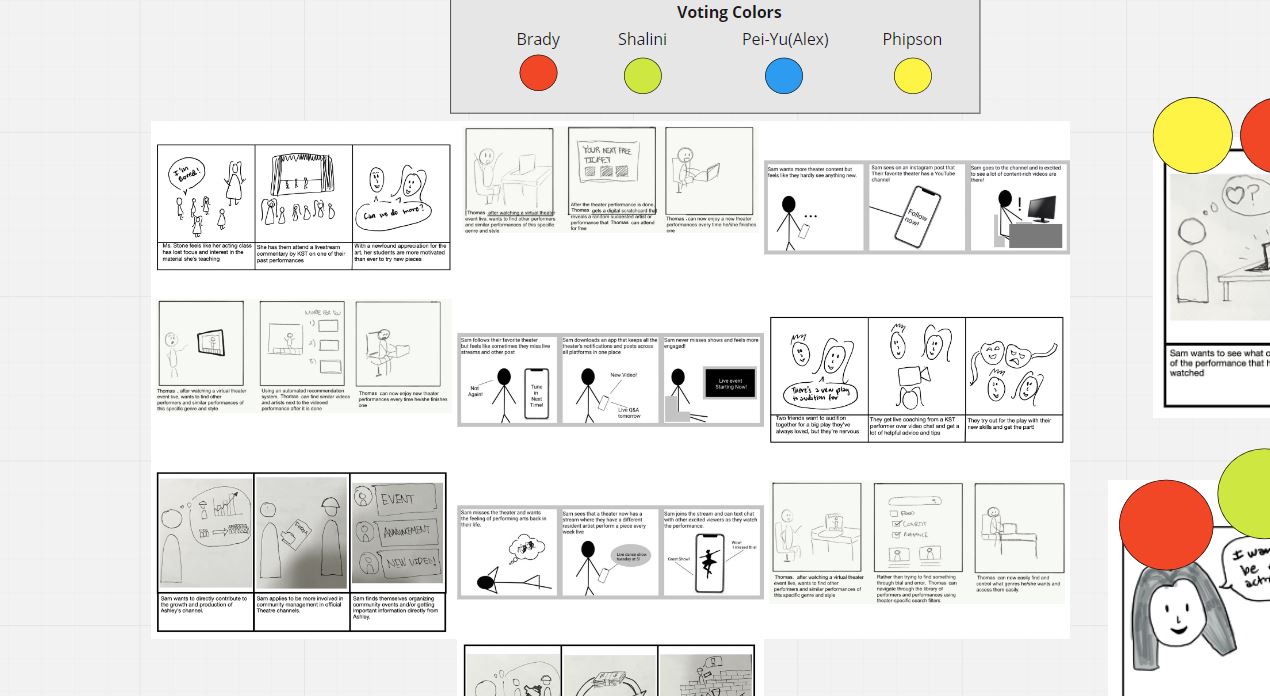 Voting Colors
Brady Shalini Pei-Yu(Alex) Phipson
I'm
Bored!
Can we do more?
Ms. Stone feels like her acting class
has lost focus and interest in the
material she's teaching
She has them attend a livestream
commentary by KST on one of their
past performances
With a newfound appreciation for the
art, her students are more motivated
than ever to try new pieces
YOUR NEXT FREE
TICKET
Thomas, after watching a virtual theater
event live, wants to find other performers
and similar performances of this specific
genre and style
After the theater performance is done,
Thomas gets a digital scratchcard that
reveals a random suggested artist or
performance that Thomas can attend
for free
Thomas can now enjoy a new theater
performances every time he/she finishes
one
Sam wants more theater content but
feels like they hardly see anything new.
...
Sam sees on an instagram post that
Their favorite theater has a YouTube
channel
Follow
now!
Sam goes to the channel and is excited
to see a lot of content-rich videos are
there!
!
Thomas , after watching a virtual theater
event live, wants to find other
performers and similar performances of
this specific genre and style
MORE FOR YOU
1)
2)
3)
Using an automated recommendation
system, Thomas can find similar videos
and artists next to the videoed
performance after it is done
Thomas can now enjoy new theater
performances every time he/she finishes
one
Sam follows their favorite theater
but feels like sometimes they miss live
streams and other post
Not
Again!
Tune
in
Next
Time!
Sam downloads an app that keeps all the
theater's notifications and posts across
all platforms in one place
New Video!
Live Q&A
tomorrow
Sam never misses shows and feels more
engaged!
Live event
Starting Now!
There's a new play
to audition for
Two friends want to audition
together for a big play they've
always loved, but they're nervous
They get live coaching from a KST
performer over video chat and get a
lot of helpful advice and tips
They try out for the play with their
new skills and get the part!
EVENT
ANNOUNCEMENT
NEW VIDEO!
Sam wants to directly contribute to
the growth and production of
Ashley's channel.
Sam applies to be more involved in
community management in official
Theatre channels.
Sam finds themselves organizing
community events and/or getting
important information directly from
Ashley.
Sam misses the theater and wants
the feeling of performing arts back in
their life.
Sam sees that a theater now has a
stream where they have a different
resident artist perform a piece every
week live
Live dance show
tuesday at 5!
Sam joins the stream and can text chat
with other excited viewers as they watch
the performance.
Great Show!
Wow!
I missed this!
Thomas, after watching a virtual theater
event live, wants to find other
performers and similar performances of
this specific genre and style
COMEDY
ROMANCE
Rather than trying to find something
through trial and error, Thomas can
navigate through the library of
performers and performances using
theater-specific search filters
Thomas can now easily find and
control what genres he/she wants and
access them easily.
Sam wants to see what o
of the performance that h
watched
I wan
be